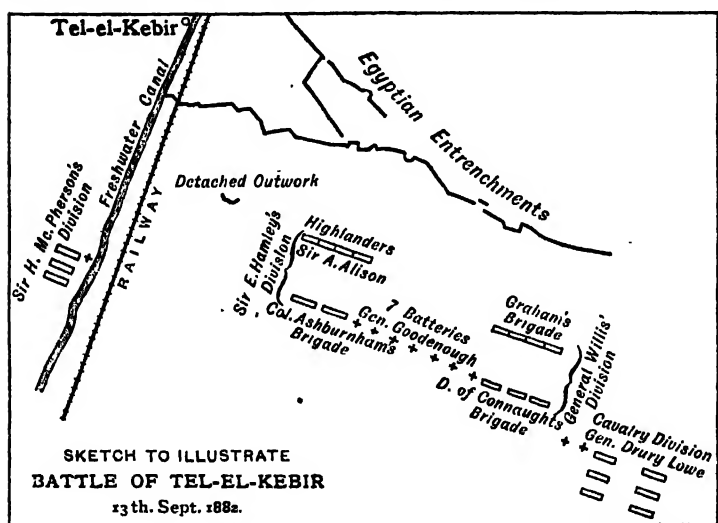 Tel-el-Kebir
Freshwater Canal
RAILWAY
Egyptian Entrenchments
Detached Outwork
Sir H. Mc.Pherson's
Division
Sir E.Hamley's
Division
Highlanders
Sir A.Alison
Col.Ashburnham's
Brigade
7 Batteries
Gen. Goodenough
Graham's
Brigade
General Willis'
Division
D. of Connaught's
Brigade
Cavalry Division
Gen. Drury Lowe
SKETCH TO ILLUSTRATE
BATTLE OF TEL-EL-KEBIR
13th. Sept. 1882.